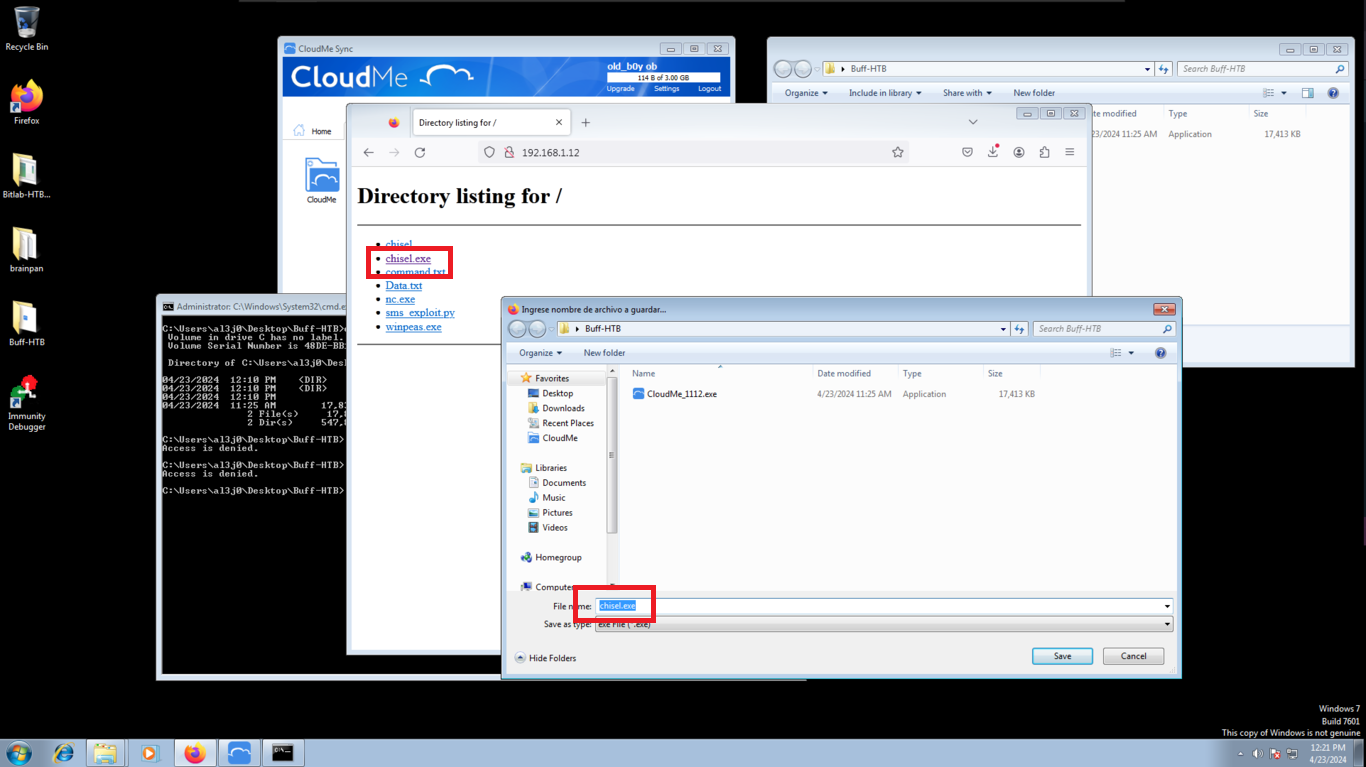 Recycle Bin
Firefox
Bitlab-HTB...
brainpan
Buff-HTB
Immunity
Debugger
CloudMe Sync
CloudMe
old_b0y ob
114 B of 3.00 GB
Upgrade Settings Logout
Home
CloudMe
Buff-HTB
Search Buff-HTB
Organize Include in library Share with New folder
te modified Type Size
23/2024 11:25 AM Application 17,413 KB
Directory listing for /
192.168.1.12
Directory listing for /
chisel
chisel.exe
command.txt
Data.txt
nc.exe
sms_exploit.py
winpeas.exe
Administrator: C:\Windows\System32\cmd.e
C:\Users\al3j0\Desktop\Buff-HTB>
Volume in drive C has no label.
Volume Serial Number is 48DE-BB
Directory of C:\Users\al3j0\Des
04/23/2024 12:10 PM <DIR>
04/23/2024 12:10 PM <DIR>
04/23/2024 12:10 PM
04/23/2024 11:25 AM 17,8
2 File(s) 17,
2 Dir(s) 547,
C:\Users\al3j0\Desktop\Buff-HTB>
Access is denied.
C:\Users\al3j0\Desktop\Buff-HTB>
Access is denied.
C:\Users\al3j0\Desktop\Buff-HTB>
Ingrese nombre de archivo a guardar...
Buff-HTB
Search Buff-HTB
Organize New folder
Name Date modified Type Size
CloudMe_1112.exe 4/23/2024 11:25 AM Application 17,413 KB
Favorites
Desktop
Downloads
Recent Places
CloudMe
Libraries
Documents
Music
Pictures
Videos
Homegroup
Computer
File name: chisel.exe
Save as type: exe File (*.exe)
Hide Folders
Save Cancel
Windows 7
Build 7601
This copy of Windows is not genuine
12:21 PM
4/23/2024